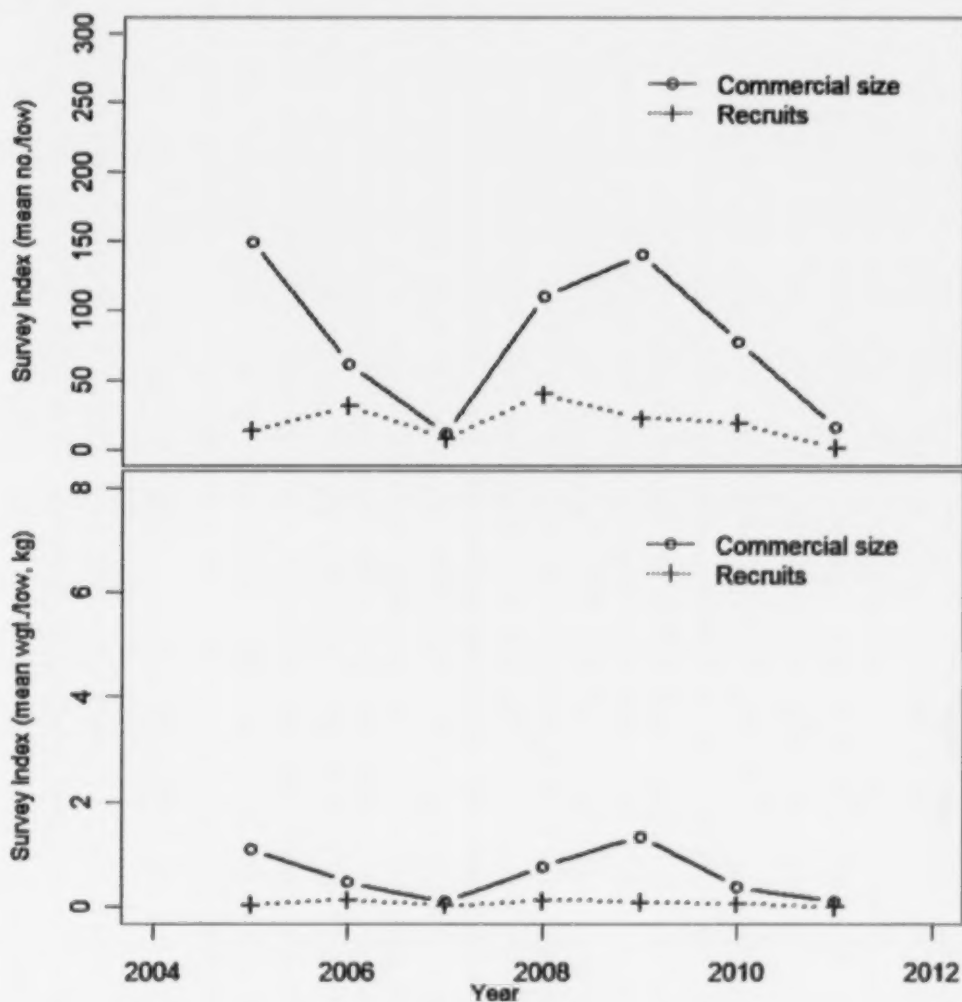 Survey Index (mean no./tow)
300
250
200
150
100
50
0
Commercial size
Recruits
Survey Index (mean wgt./tow, kg)
8
6
4
2
0
Commercial size
Recruits
2004
2006
2008
2010
2012
Year